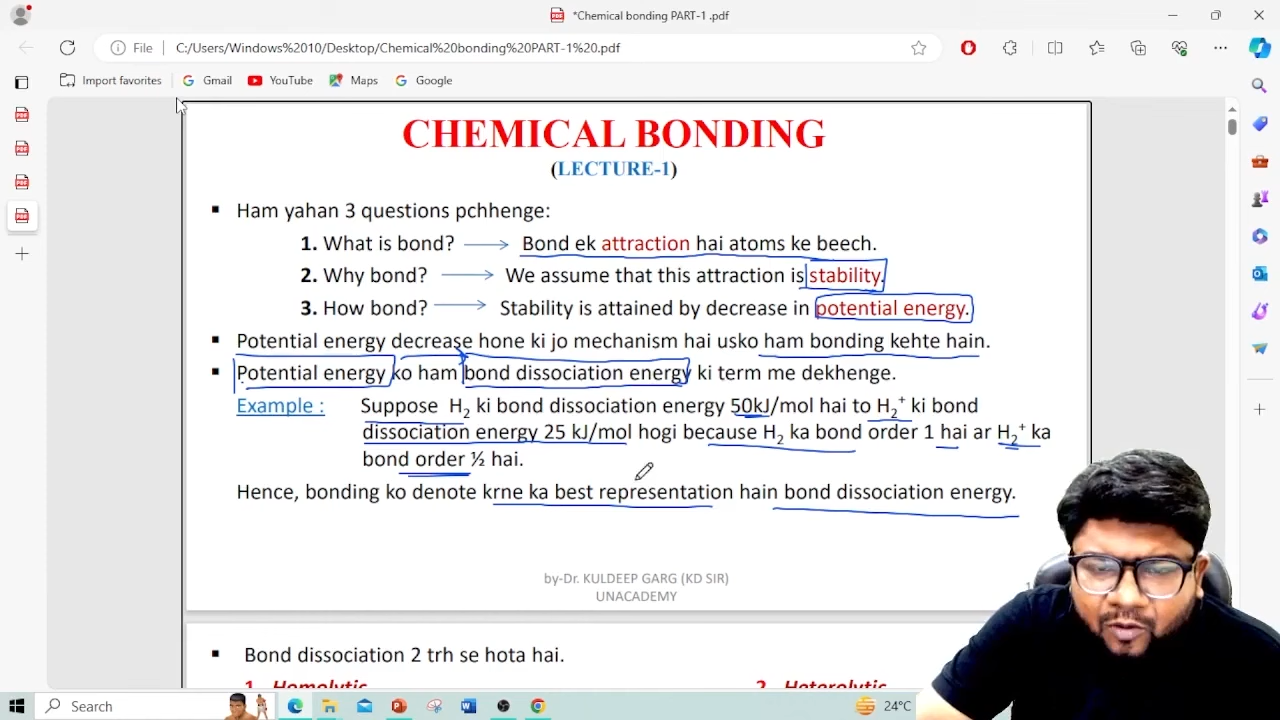 *Chemical bonding PART-1 .pdf
File
C:/Users/Windows%2010/Desktop/Chemical%20bonding%20PART-1%20.pdf
Import favorites
Gmail
YouTube
Maps
Google
CHEMICAL BONDING
(LECTURE-1)
▪ Ham yahan 3 questions pchhenge:
1. What is bond? → Bond ek attraction hai atoms ke beech.
2. Why bond? → We assume that this attraction is stability.
3. How bond? → Stability is attained by decrease in potential energy.
▪ Potential energy decrease hone ki jo mechanism hai usko ham bonding kehte hain.
▪ Potential energy ko ham bond dissociation energy ki term me dekhenge.
Example : Suppose H₂ ki bond dissociation energy 50kJ/mol hai to H₂⁺ ki bond
dissociation energy 25 kJ/mol hogi because H₂ ka bond order 1 hai ar H₂⁺ ka
bond order ½ hai.
Hence, bonding ko denote krne ka best representation hain bond dissociation energy.
by-Dr. KULDEEP GARG (KD SIR)
UNACADEMY
▪ Bond dissociation 2 trh se hota hai.
1. Homolytic 2. Heterolytic
Search
24°C